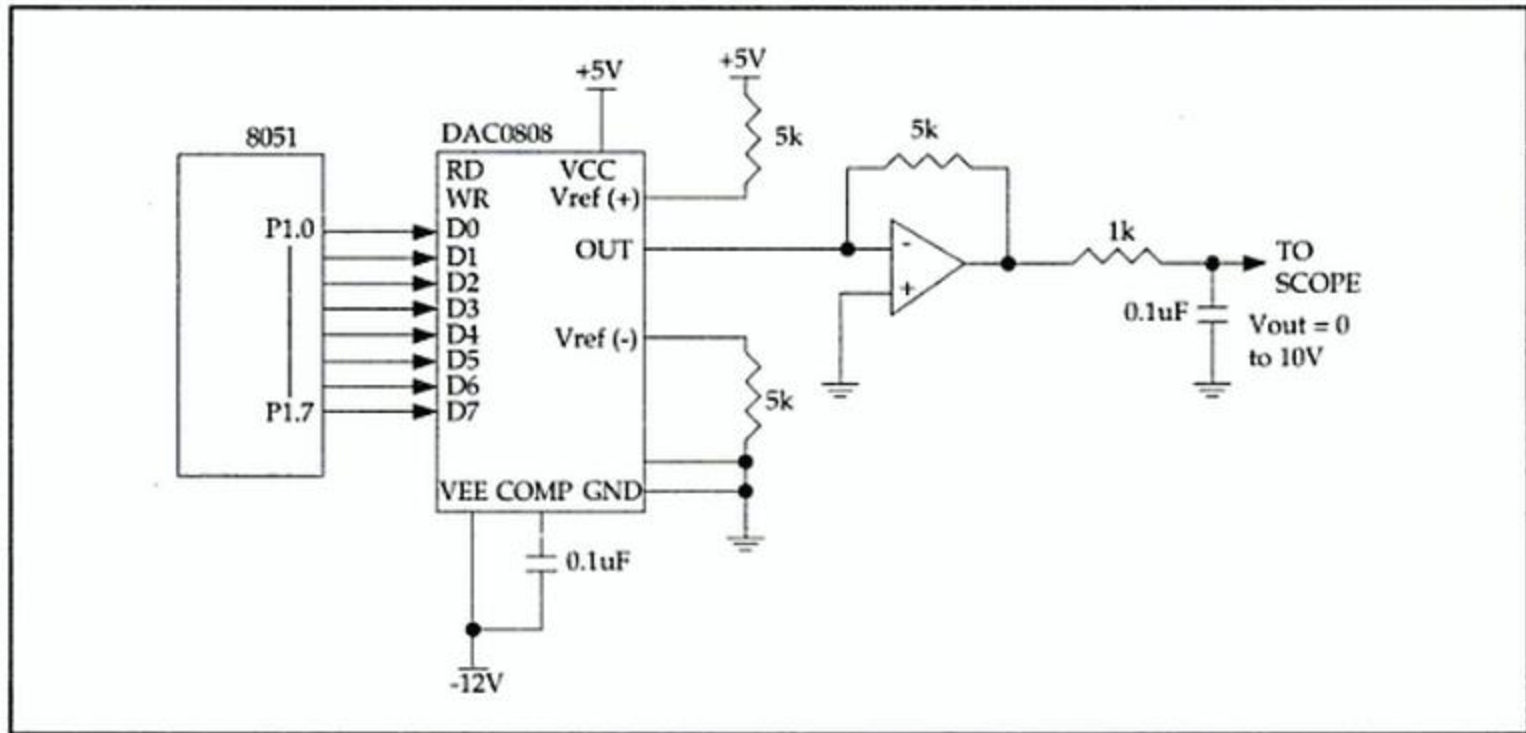 8051
P1.0
P1.7
DAC0808
RD
WR
D0
D1
D2
D3
D4
D5
D6
D7
VCC
Vref (+)
OUT
Vref (-)
VEE COMP GND
+5V
+5V
5k
5k
5k
0.1uF
-12V
1k
0.1uF
TO
SCOPE
Vout = 0
to 10V